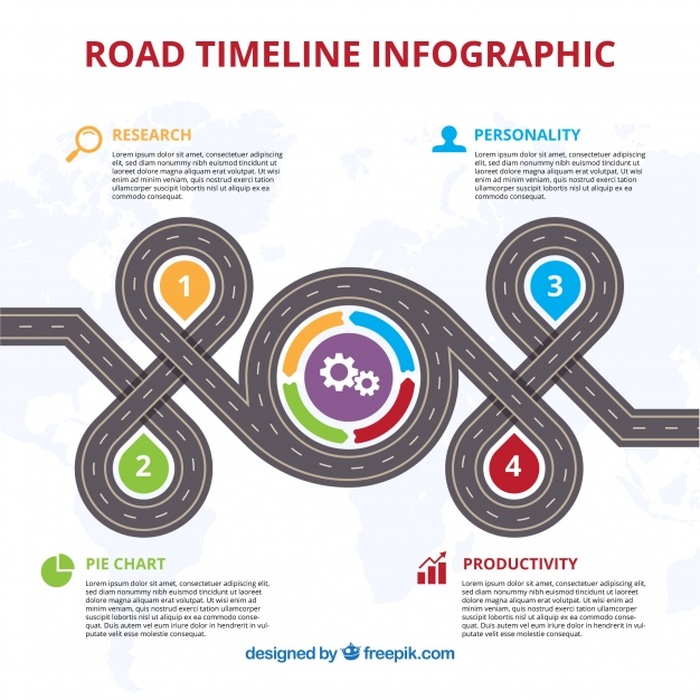 ROAD TIMELINE INFOGRAPHIC
RESEARCH
Lorem ipsum dolor sit amet, consectetuer adipiscing
elit, sed diam nonummy nibh euismod tincidunt ut
laoreet dolore magna aliquam erat volutpat. Utwisi
enim ad minim veniam, quis nostrud exerci tation
ullamcorper suscipit lobortis nisl ut aliquip ex ea
commodo consequat.
PERSONALITY
Lorem ipsum dolor sit amet, consectetuer adipiscing
elit, sed diam nonummy nibh euismod tincidunt ut
laoreet dolore magna aliquam erat volutpat. Utwisi
enim ad minim veniam, quis nostrud exerci tation
ullamcorper suscipit lobortis nisl ut aliquip ex ea
commodo consequat.
1
3
2
4
PIE CHART
Lorem ipsum dolor sit amet, consectetuer adipiscing elit,
sed diam nonummy nibh euismod tincidunt ut laoreet
dolore magna aliquam erat volutpat. Ut wisi enim ad
minim veniam, quis nostrud exerci tation ullamcorper
suscipit lobortis nisl ut aliquip ex ea commodo conse-
quat. Duis autem vel eum iriure dolor in hendrerit in vul-
putate velit esse molestie consequat.
PRODUCTIVITY
Lorem ipsum dolor sit amet, consectetuer adipiscing elit,
sed diam nonummy nibh euismod tincidunt ut laoreet
dolore magna aliquam erat volutpat. Ut wisi enim ad
minim veniam, quis nostrud exerci tation ullamcorper
suscipit lobortis nisl ut aliquip ex ea commodo conse-
quat. Duis autem vel eum iriure dolor in hendrerit in vul-
putate velit esse molestie consequat.
designed by freepik.com